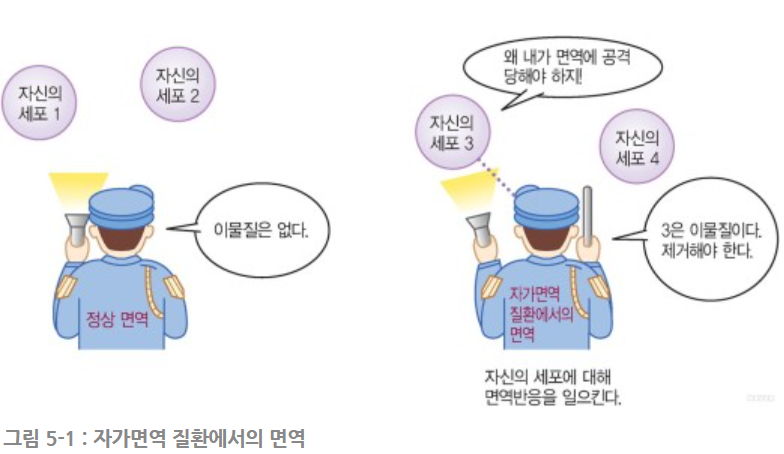 자신의
세포 1
자신의
세포 2
이물질은 없다.
정상 면역
왜 내가 면역에 공격
당해야 하지!
자신의
세포 3
자신의
세포 4
3은 이물질이다.
제거해야 한다.
자가면역
질환에서의
면역
자신의 세포에 대해
면역반응을 일으킨다.
그림 5-1 : 자가면역 질환에서의 면역